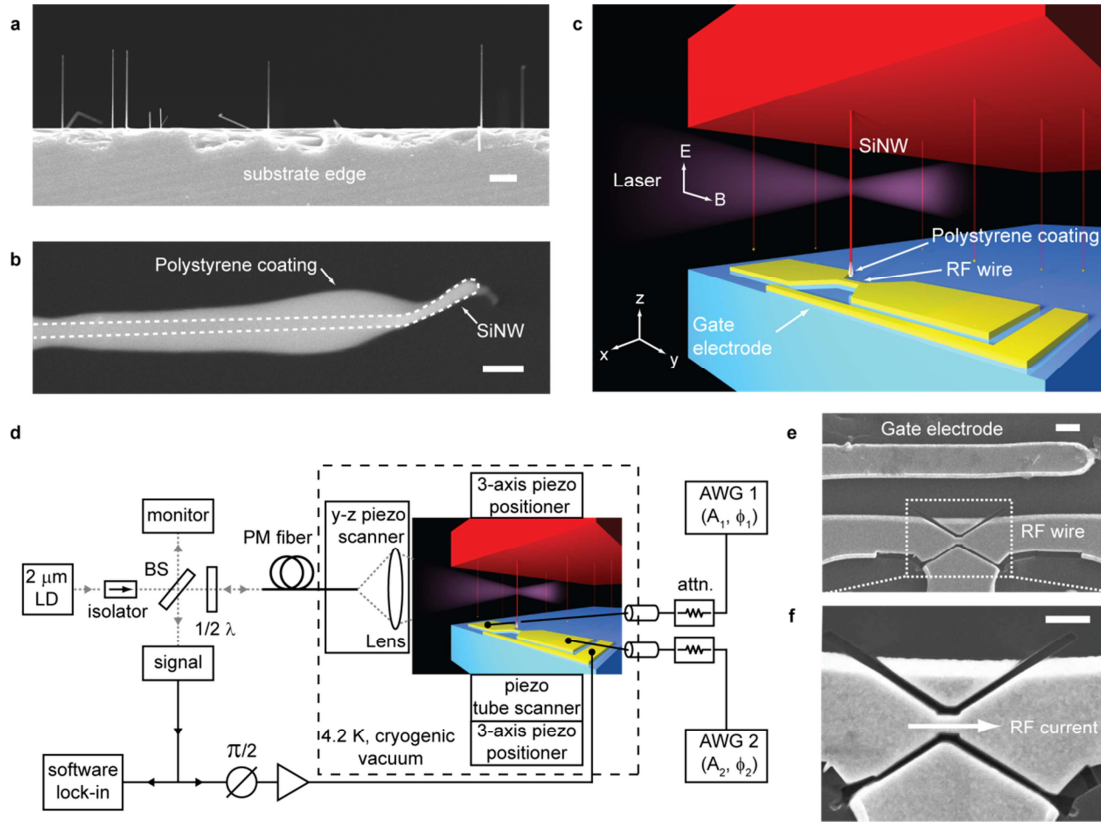 a
substrate edge
b
Polystyrene coating
SiNW
c
SiNW
Laser
E
B
Polystyrene coating
RF wire
Gate
electrode
z
x
y
d
monitor
BS
2 μm
LD
isolator
1/2 λ
signal
PM fiber
y-z piezo
scanner
Lens
3-axis piezo
positioner
piezo
tube scanner
3-axis piezo
positioner
4.2 K, cryogenic
vacuum
π/2
software
lock-in
AWG 1
(A₁, ϕ₁)
attn.
AWG 2
(A₂, ϕ₂)
e
Gate electrode
RF wire
f
RF current